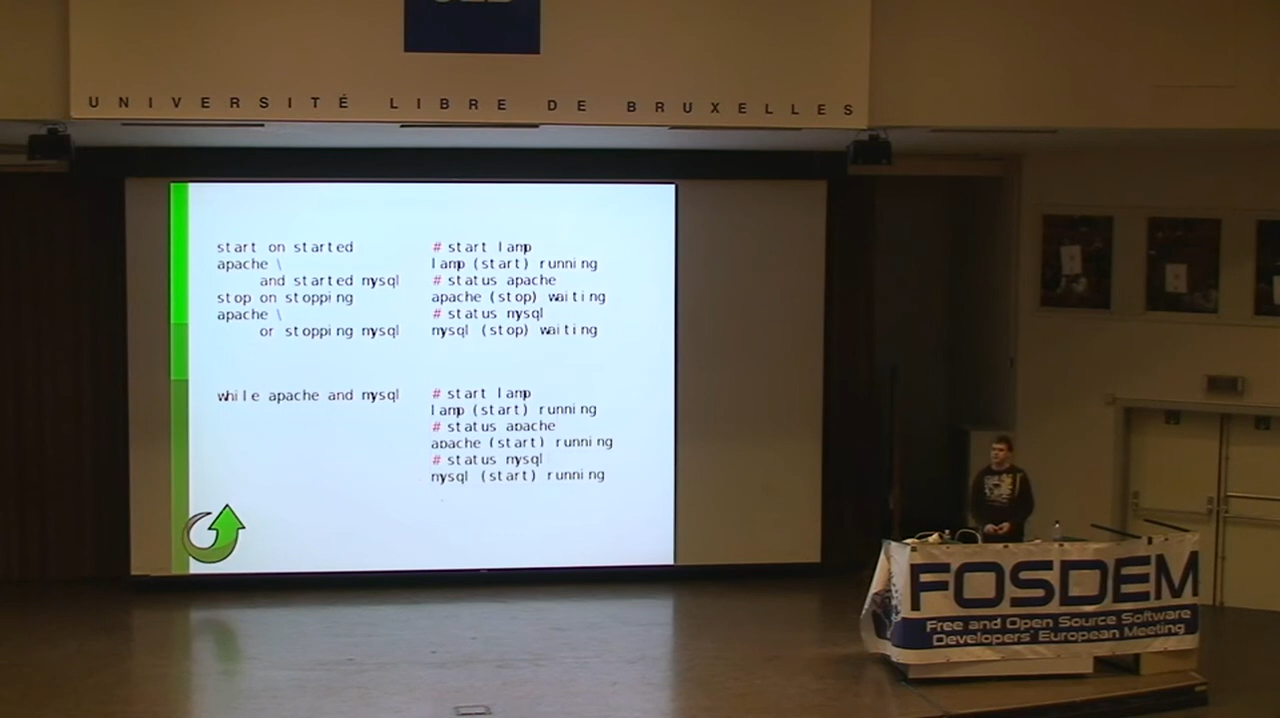 UNIVERSITÉ LIBRE DE BRUXELLES
start on started
apache \
and started mysql
stop on stopping
apache \
or stopping mysql
# start lamp
lamp (start) running
# status apache
apache (stop) waiting
# status mysql
mysql (stop) waiting
while apache and mysql
# start lamp
lamp (start) running
# status apache
apache (start) running
# status mysql
mysql (start) running
FOSDEM
Free and Open Source Software
Developers' European Meeting